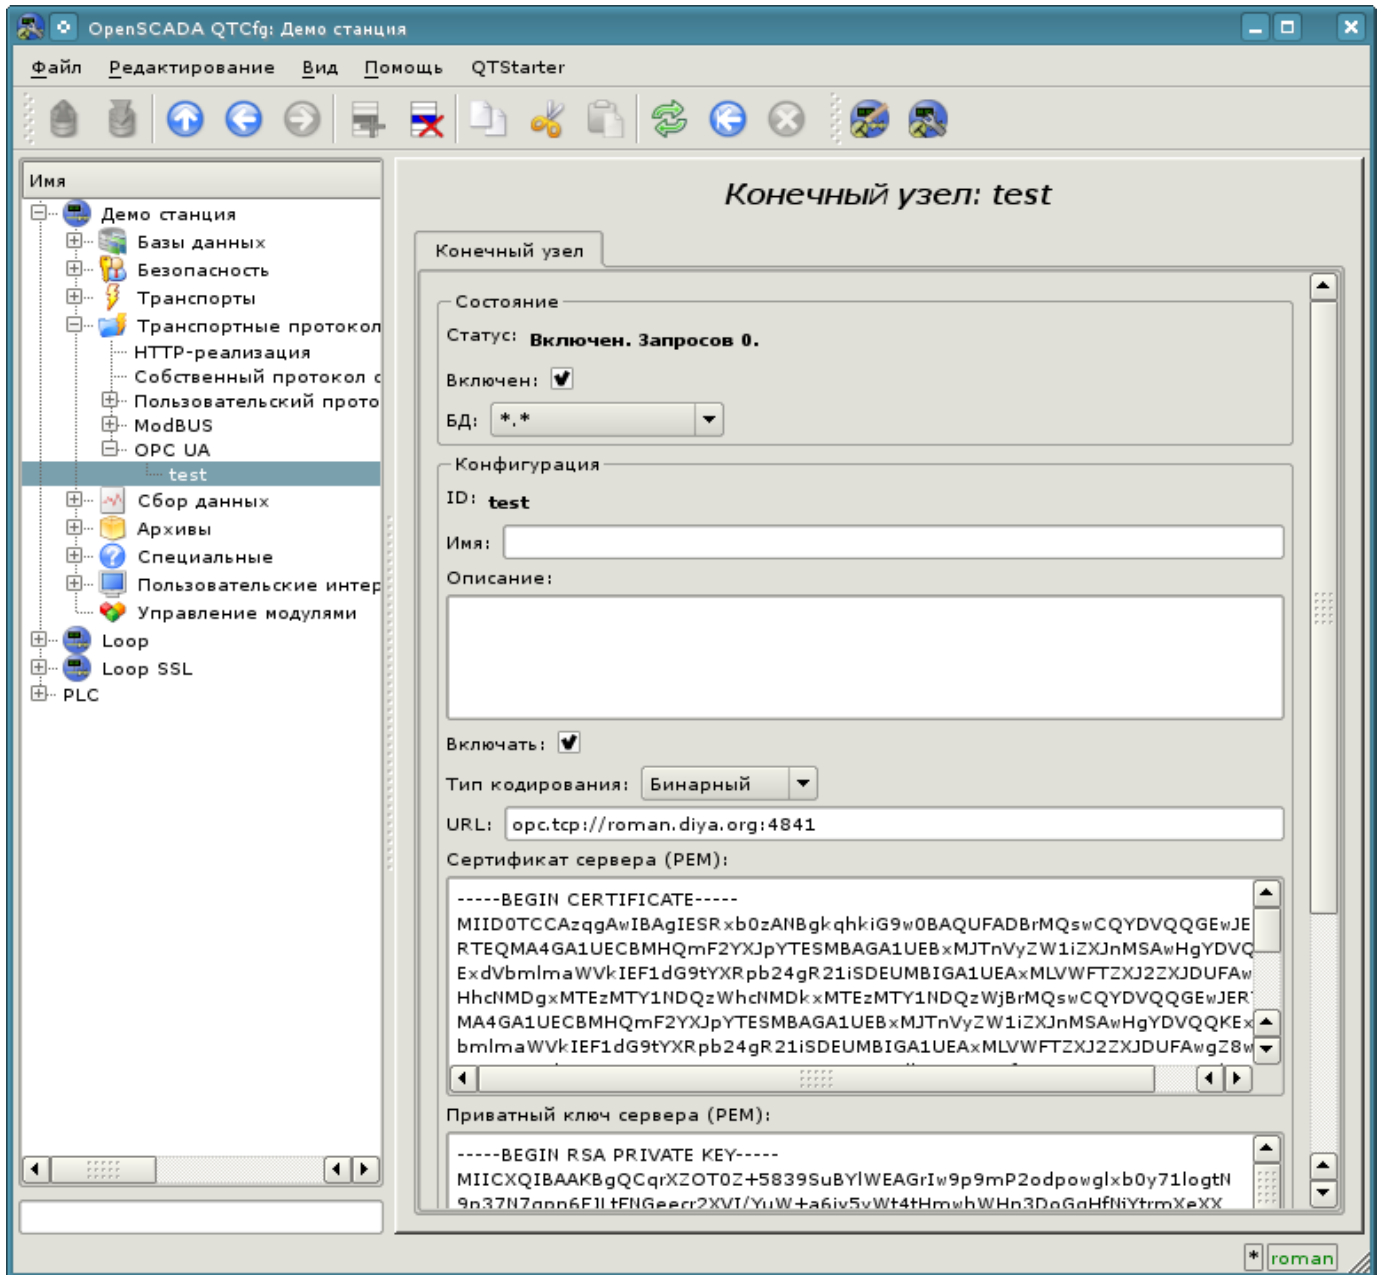 OpenSCADA QTCfg: Демо станция
Файл Редактирование Вид Помощь QTStarter
Имя
Демо станция
Базы данных
Безопасность
Транспорты
Транспортные протокол
HTTP-реализация
Собственный протокол с
Пользовательский прото
ModBUS
OPC UA
test
Сбор данных
Архивы
Специальные
Пользовательские интер
Управление модулями
Loop
Loop SSL
PLC
Конечный узел: test
Конечный узел
Состояние
Статус: Включен. Запросов 0.
Включен:
БД: *.*
Конфигурация
ID: test
Имя:
Описание:
Включать:
Тип кодирования: Бинарный
URL: opc.tcp://roman.diya.org:4841
Сертификат сервера (PEM):
-----BEGIN CERTIFICATE-----
MIID0TCCAzqgAwIBAgIESRxb0zANBgkqhkiG9w0BAQUFADBrMQswCQYDVQQGEwJE
RTEQMA4GA1UECBMHQmF2YXJpYTESMBAGA1UEBxMJTnVyZW1iZXJnMSAwHgYDVQ
ExdVbmlmaWVkIEF1dG9tYXRpb24gR21iSDEUMBIGA1UEAxMLVWFTZXJ2ZXJDUFAw
HhcNMDgxMTEzMTY1NDQzWhcNMDkxMTEzMTY1NDQzWjBrMQswCQYDVQQGEwJER
MA4GA1UECBMHQmF2YXJpYTESMBAGA1UEBxMJTnVyZW1iZXJnMSAwHgYDVQQKEx
bmlmaWVkIEF1dG9tYXRpb24gR21iSDEUMBIGA1UEAxMLVWFTZXJ2ZXJDUFAwgZ8w
Приватный ключ сервера (PEM):
-----BEGIN RSA PRIVATE KEY-----
MIICXQIBAAKBgQCqrXZOT0Z+5839SuBYlWEAGrIw9p9mP2odpowglxb0y71logtN
* roman